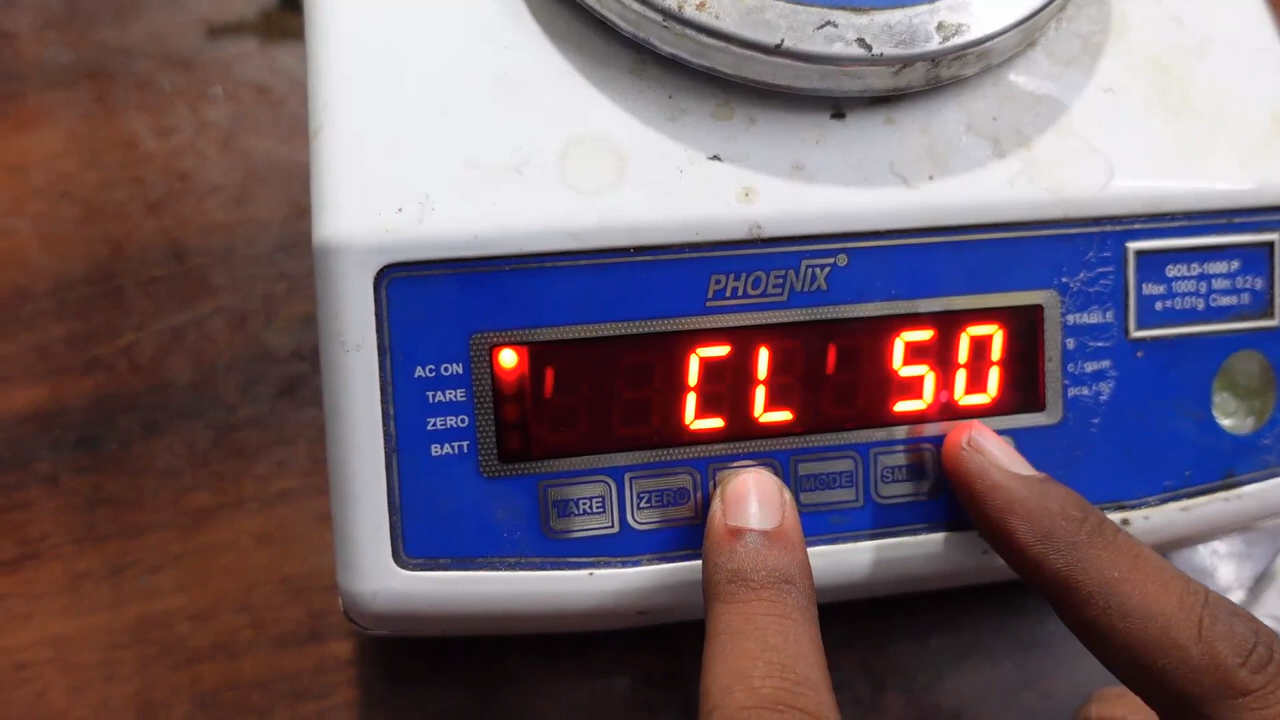 PHOENIX®
GOLD-1000 P
Max: 1000 g Min: 0.2 g
e = 0.01g Class III
CL 50
AC ON
TARE
ZERO
BATT
STABLE
g
c / gsm
TARE
ZERO
MODE